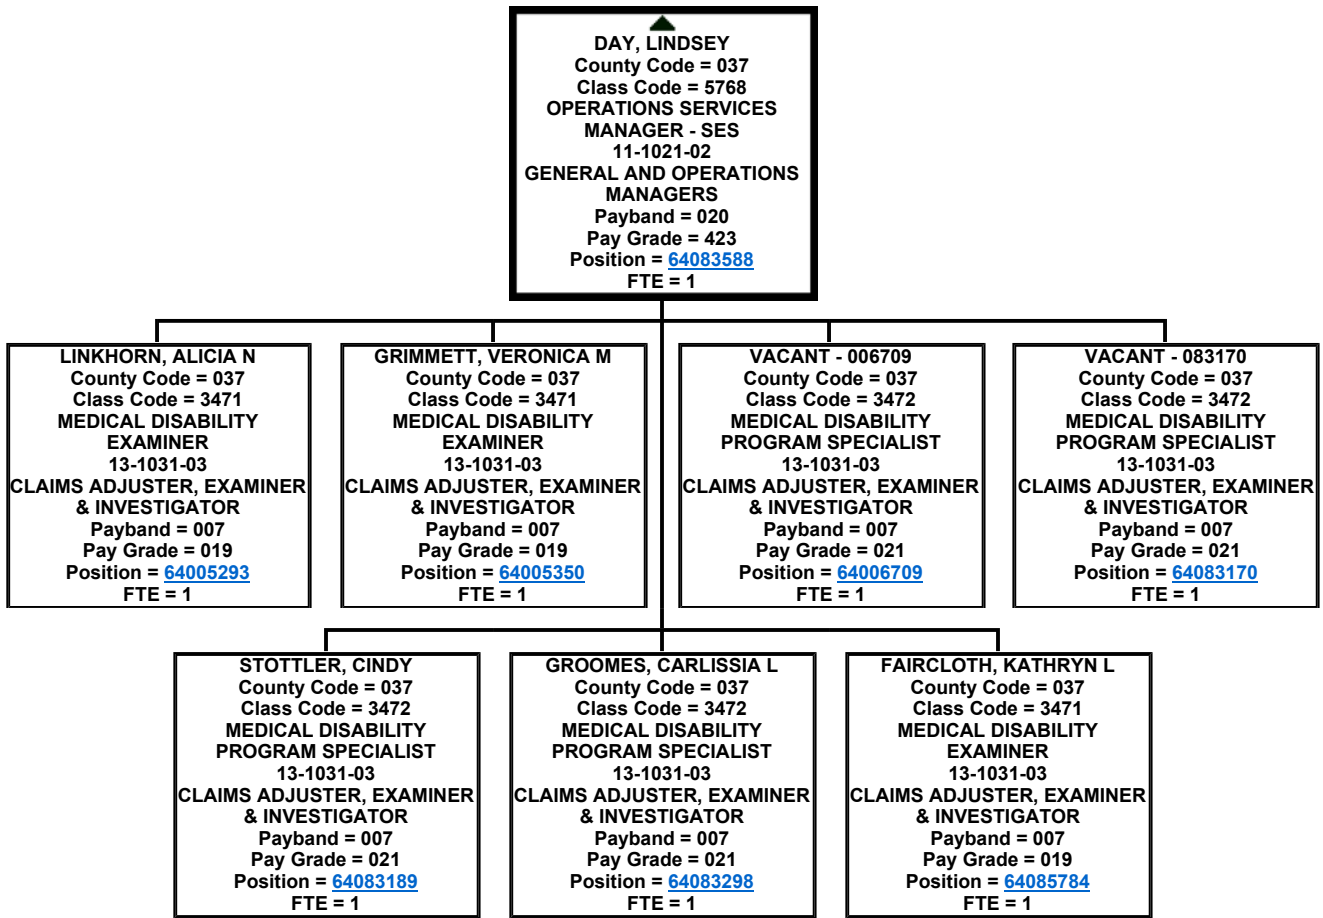 DAY, LINDSEY
County Code = 037
Class Code = 5768
OPERATIONS SERVICES
MANAGER - SES
11-1021-02
GENERAL AND OPERATIONS
MANAGERS
Payband = 020
Pay Grade = 423
Position = 64083588
FTE = 1
LINKHORN, ALICIA N
County Code = 037
Class Code = 3471
MEDICAL DISABILITY
EXAMINER
13-1031-03
CLAIMS ADJUSTER, EXAMINER
& INVESTIGATOR
Payband = 007
Pay Grade = 019
Position = 64005293
FTE = 1
GRIMMETT, VERONICA M
County Code = 037
Class Code = 3471
MEDICAL DISABILITY
EXAMINER
13-1031-03
CLAIMS ADJUSTER, EXAMINER
& INVESTIGATOR
Payband = 007
Pay Grade = 019
Position = 64005350
FTE = 1
VACANT - 006709
County Code = 037
Class Code = 3472
MEDICAL DISABILITY
PROGRAM SPECIALIST
13-1031-03
CLAIMS ADJUSTER, EXAMINER
& INVESTIGATOR
Payband = 007
Pay Grade = 021
Position = 64006709
FTE = 1
VACANT - 083170
County Code = 037
Class Code = 3472
MEDICAL DISABILITY
PROGRAM SPECIALIST
13-1031-03
CLAIMS ADJUSTER, EXAMINER
& INVESTIGATOR
Payband = 007
Pay Grade = 021
Position = 64083170
FTE = 1
STOTTLER, CINDY
County Code = 037
Class Code = 3472
MEDICAL DISABILITY
PROGRAM SPECIALIST
13-1031-03
CLAIMS ADJUSTER, EXAMINER
& INVESTIGATOR
Payband = 007
Pay Grade = 021
Position = 64083189
FTE = 1
GROOMES, CARLISSIA L
County Code = 037
Class Code = 3472
MEDICAL DISABILITY
PROGRAM SPECIALIST
13-1031-03
CLAIMS ADJUSTER, EXAMINER
& INVESTIGATOR
Payband = 007
Pay Grade = 021
Position = 64083298
FTE = 1
FAIRCLOTH, KATHRYN L
County Code = 037
Class Code = 3471
MEDICAL DISABILITY
EXAMINER
13-1031-03
CLAIMS ADJUSTER, EXAMINER
& INVESTIGATOR
Payband = 007
Pay Grade = 019
Position = 64085784
FTE = 1